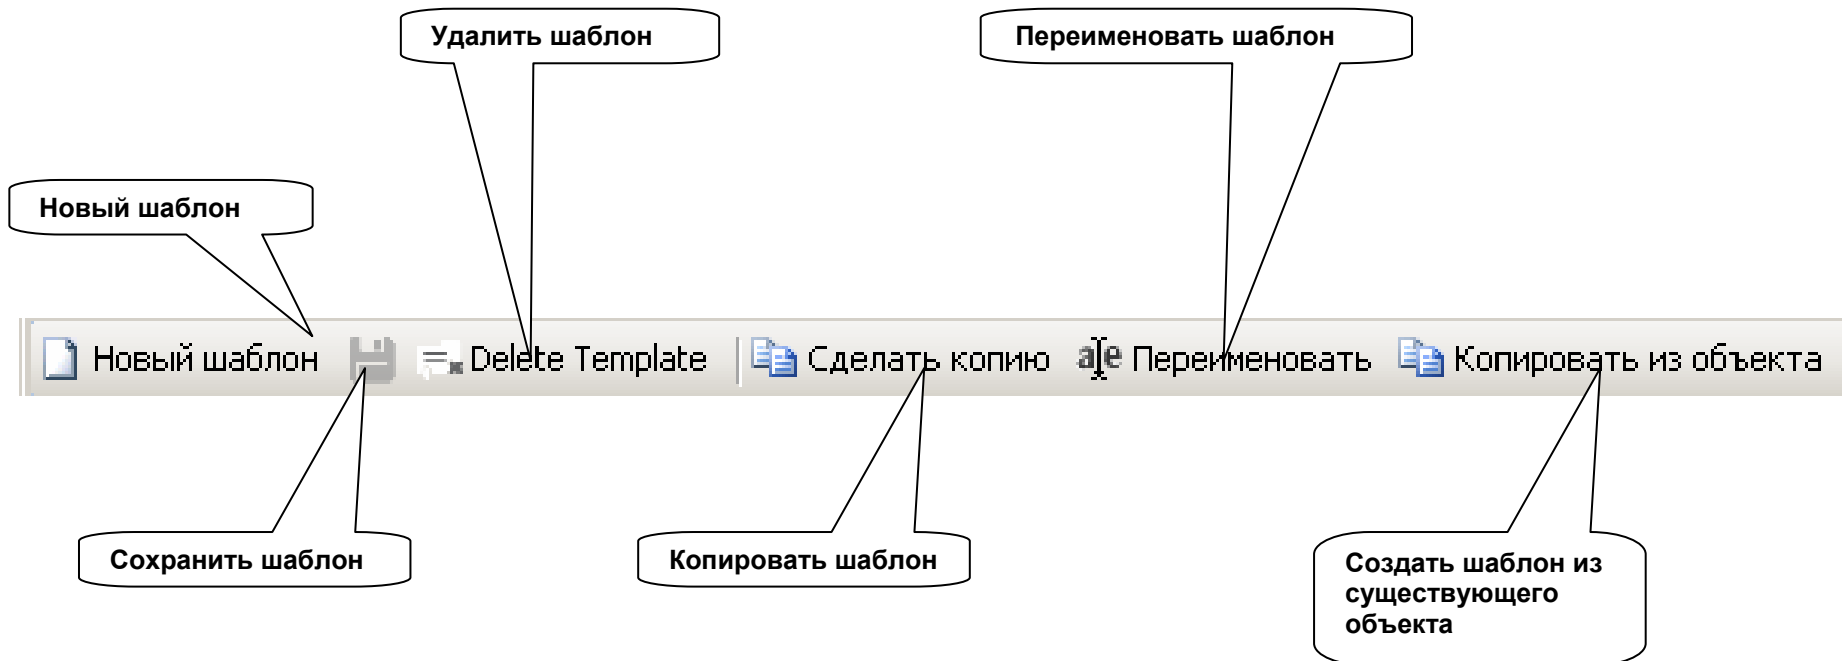 Удалить шаблон
Переименовать шаблон
Новый шаблон
Новый шаблон Delete Template Сделать копию a|e Переименовать Копировать из объекта
Сохранить шаблон
Копировать шаблон
Создать шаблон из
существующего
объекта